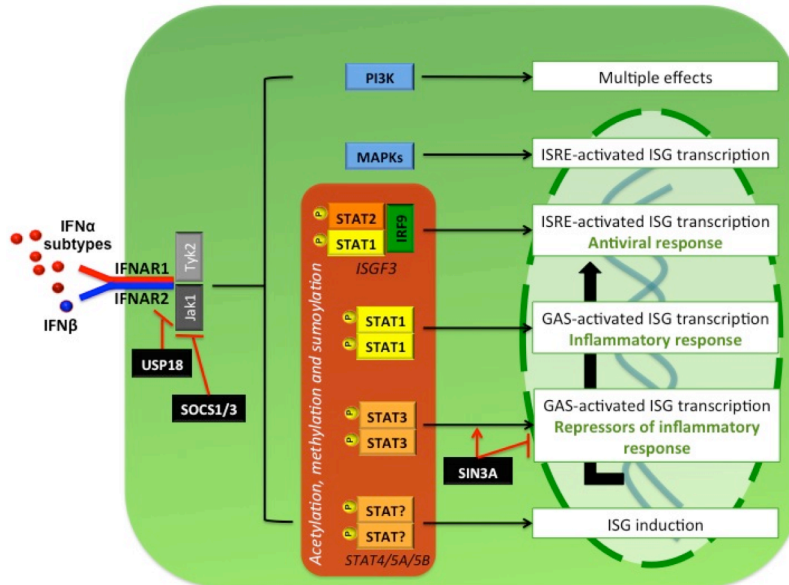 PI3K
Multiple effects
MAPKs
ISRE-activated ISG transcription
IFNα
subtypes
IFNAR1
IFNAR2
IFNβ
Tyk2
Jak1
USP18
SOCS1/3
Acetylation, methylation and sumoylation
P
STAT2
STAT1
IRF9
ISGF3
ISRE-activated ISG transcription
Antiviral response
P
STAT1
P
STAT1
GAS-activated ISG transcription
Inflammatory response
P
STAT3
P
STAT3
SIN3A
GAS-activated ISG transcription
Repressors of inflammatory
response
P
STAT?
P
STAT?
STAT4/5A/5B
ISG induction